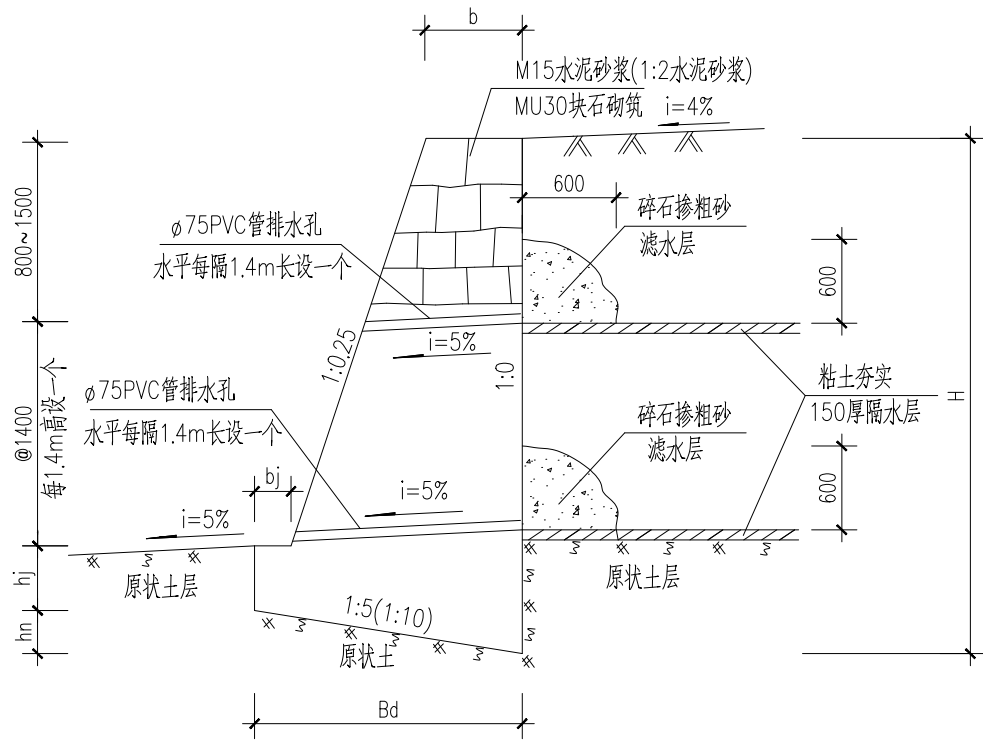 b
M15水泥砂浆(1:2水泥砂浆)
MU30块石砌筑
i=4%
600
碎石掺粗砂
滤水层
800~1500
ø75PVC管排水孔
水平每隔1.4m长设一个
600
i=5%
1:0.25
1:0
粘土夯实
150厚隔水层
H
@1400
每1.4m高设一个
ø75PVC管排水孔
水平每隔1.4m长设一个
碎石掺粗砂
滤水层
600
bj
i=5%
i=5%
原状土层
原状土层
hj
hn
1:5(1:10)
原状土
Bd